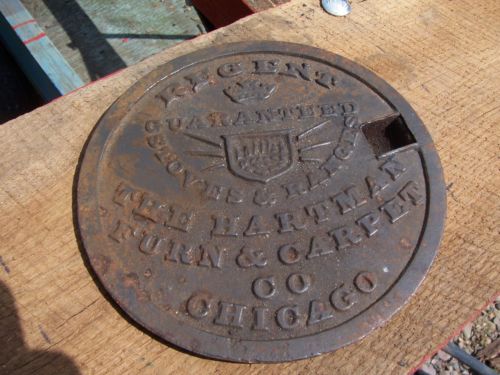 REGENT
GUARANTEED
STOVES & RANGES
THE HARTMAN
FURN & CARPET
CO
CHICAGO